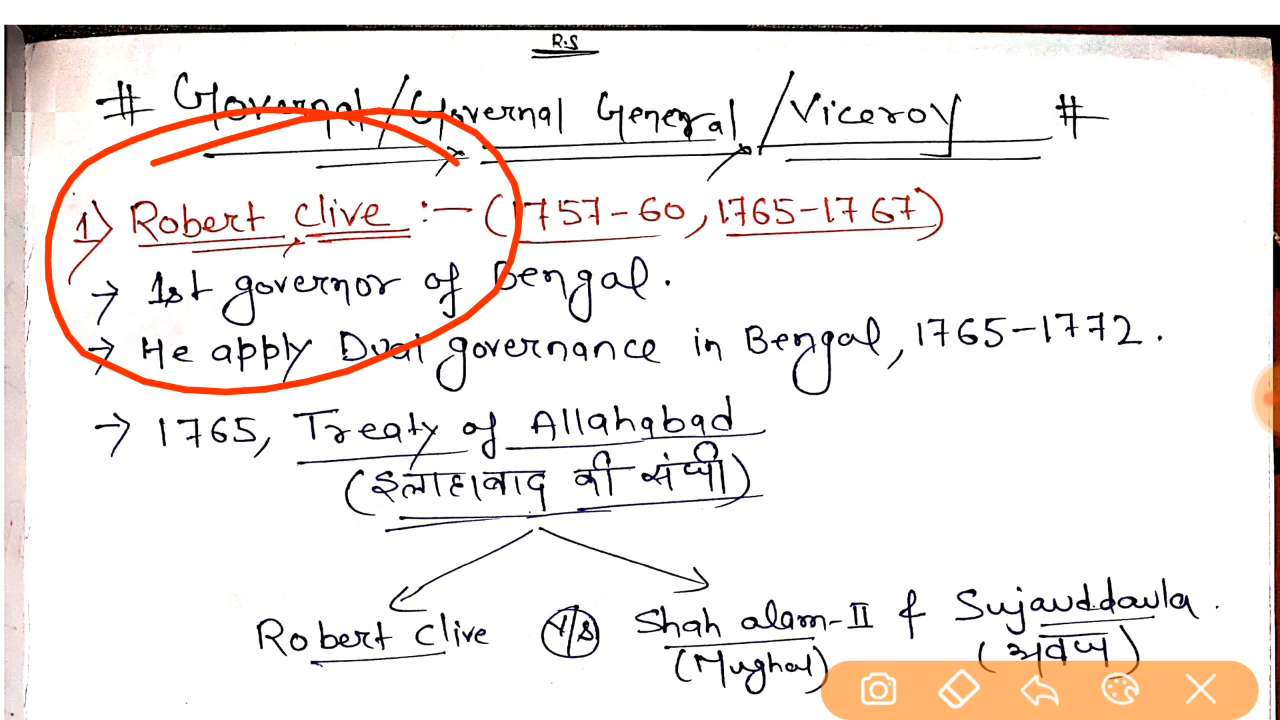 R.S
# Governal/Governal General/Viceroy #
1) Robert clive :- (1757-60, 1765-1767)
→ 1st governor of Bengal.
→ He apply Dual governance in Bengal, 1765-1772.
→ 1765, Treaty of Allahabad
(इलाहाबाद की संधी)
Robert Clive V/S Shah alam-II & Sujauddaula.
(Mughal) (अवध)